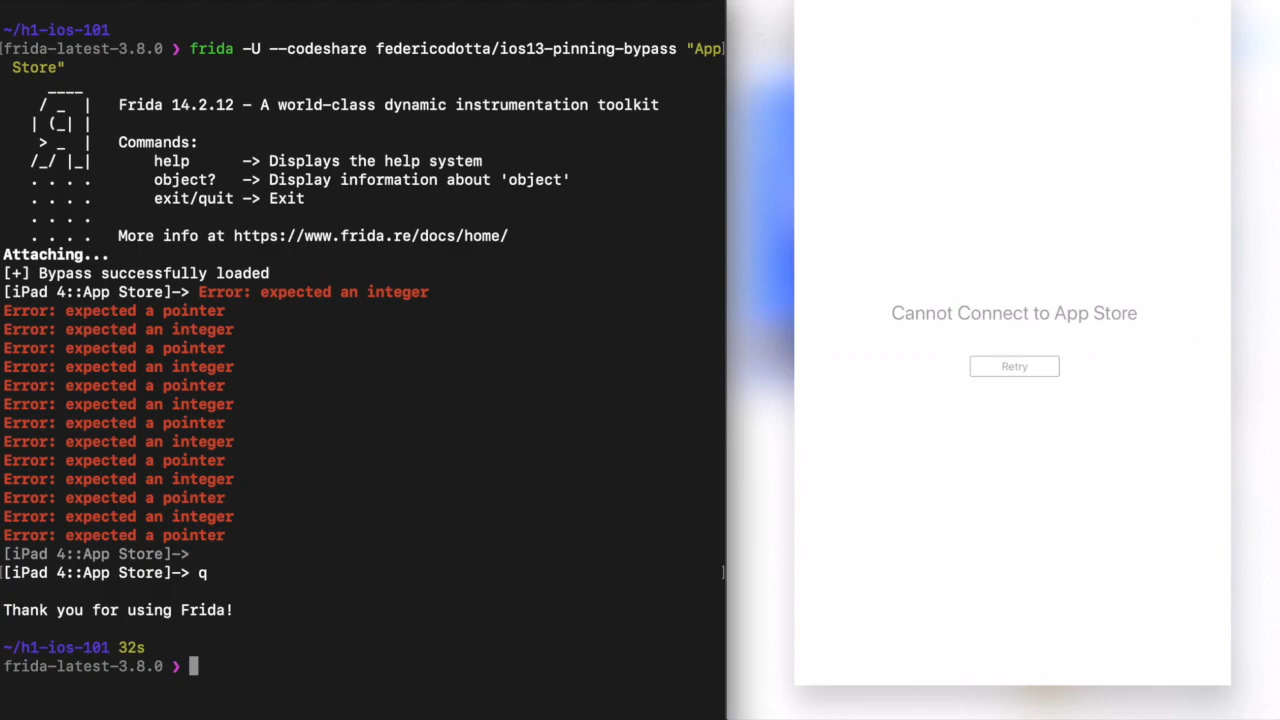 ~/h1-ios-101
[frida-latest-3.8.0 ❯ frida -U --codeshare federicodotta/ios13-pinning-bypass "App]
Store"
____
/ _  |
| (_| |
> _  |
/_/ |_|
. . . .
. . . .
. . . .
. . . .
Frida 14.2.12 - A world-class dynamic instrumentation toolkit
Commands:
help      -> Displays the help system
object?   -> Display information about 'object'
exit/quit -> Exit
More info at https://www.frida.re/docs/home/
Attaching...
[+] Bypass successfully loaded
[iPad 4::App Store]-> Error: expected an integer
Error: expected a pointer
Error: expected an integer
Error: expected a pointer
Error: expected an integer
Error: expected a pointer
Error: expected an integer
Error: expected a pointer
Error: expected an integer
Error: expected a pointer
Error: expected an integer
Error: expected a pointer
Error: expected an integer
Error: expected a pointer
[iPad 4::App Store]->
[[iPad 4::App Store]-> q ]
Thank you for using Frida!
~/h1-ios-101 32s
frida-latest-3.8.0 ❯
Cannot Connect to App Store
Retry